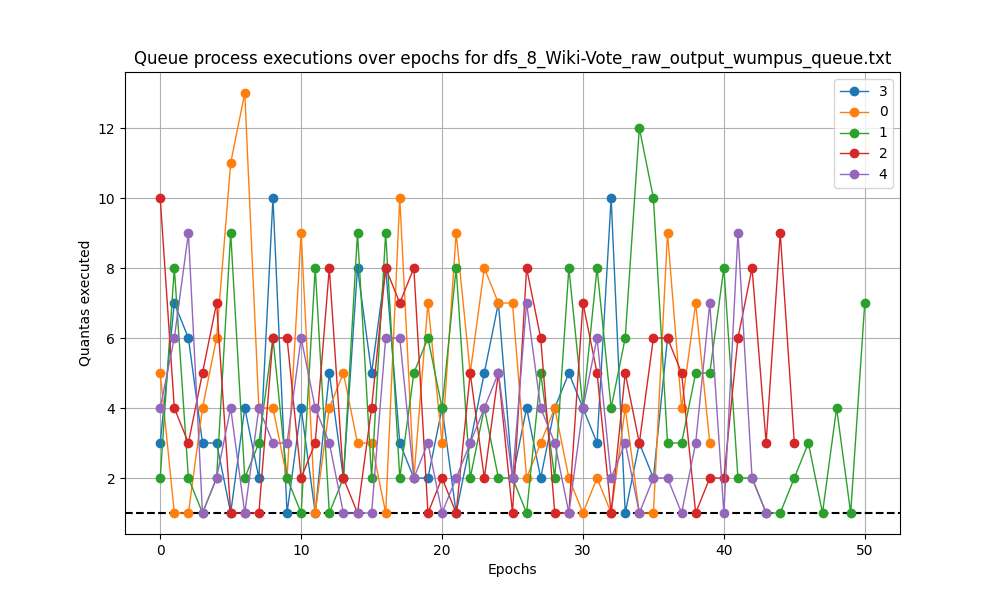 Queue process executions over epochs for dfs_8_Wiki-Vote_raw_output_wumpus_queue.txt
3
0
1
2
4
Quantas executed
12
10
8
6
4
2
0 10 20 30 40 50
Epochs